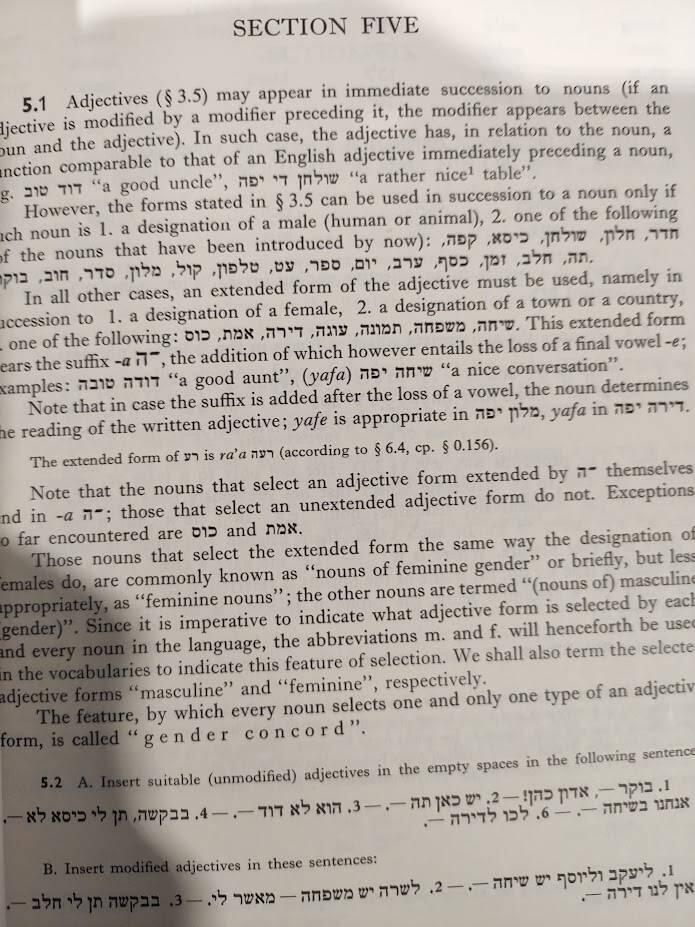 SECTION FIVE
5.1 Adjectives (§ 3.5) may appear in immediate succession to nouns (if an
djective is modified by a modifier preceding it, the modifier appears between the
oun and the adjective). In such case, the adjective has, in relation to the noun, a
unction comparable to that of an English adjective immediately preceding a noun,
g. דוד טוב “a good uncle”, שולחן די יפה “a rather nice¹ table”.
However, the forms stated in § 3.5 can be used in succession to a noun only if
uch noun is 1. a designation of a male (human or animal), 2. one of the following
of the nouns that have been introduced by now): חדר, חלון, שולחן, כיסא, קפה,
תה, חלב, זמן, כסף, ערב, יום, ספר, עט, טלפון, קול, מלון, סדר, חוב, בוקר.
In all other cases, an extended form of the adjective must be used, namely in
uccession to 1. a designation of a female, 2. a designation of a town or a country,
. one of the following: שיחה, משפחה, תמונה, עוגה, דירה, אמת, כוס. This extended form
ears the suffix -a ־ה, the addition of which however entails the loss of a final vowel -e;
xamples: דודה טובה “a good aunt”, (yafa) שיחה יפה “a nice conversation”.
Note that in case the suffix is added after the loss of a vowel, the noun determines
he reading of the written adjective; yafe is appropriate in מלון יפה, yafa in דירה יפה.
The extended form of רע is ra’a רעה (according to § 6.4, cp. § 0.156).
Note that the nouns that select an adjective form extended by ־ה themselves
nd in -a ־ה; those that select an unextended adjective form do not. Exceptions
o far encountered are כוס and אמת.
Those nouns that select the extended form the same way the designation of
emales do, are commonly known as “nouns of feminine gender” or briefly, but less
appropriately, as “feminine nouns”; the other nouns are termed “(nouns of) masculine
gender)”. Since it is imperative to indicate what adjective form is selected by each
and every noun in the language, the abbreviations m. and f. will henceforth be used
in the vocabularies to indicate this feature of selection. We shall also term the selecte
adjective forms “masculine” and “feminine”, respectively.
The feature, by which every noun selects one and only one type of an adjectiv
form, is called “gender concord”.
5.2 A. Insert suitable (unmodified) adjectives in the empty spaces in the following sentence
1. בוקר —, אדון כהן! — 2. יש כאן תה —. — 3. הוא לא דוד —. — 4. בבקשה, תן לי כיסא לא —.
אנחנו בשיחה —. — 6. לכו לדירה —.
B. Insert modified adjectives in these sentences:
1. ליעקב וליוסף יש שיחה —. — 2. לשרה יש משפחה — מאשר לי. — 3. בבקשה תן לי חלב —.
אין לנו דירה —.